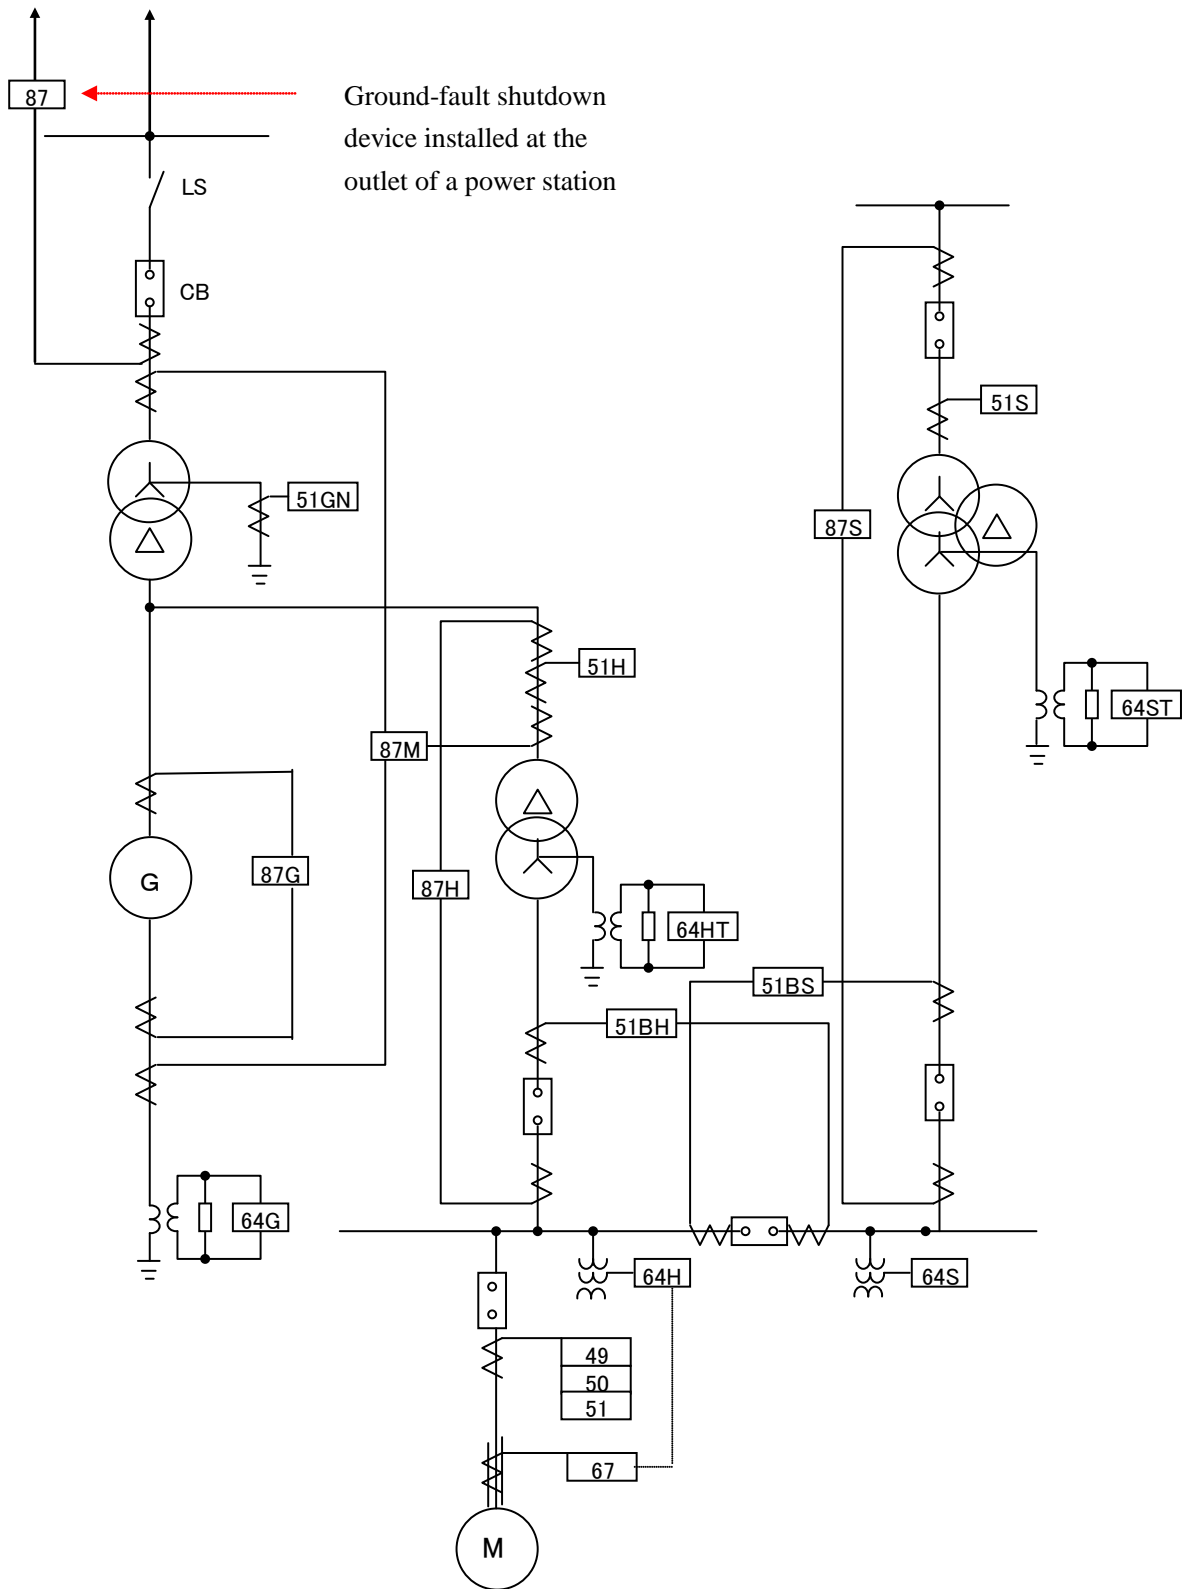 87
Ground-fault shutdown
device installed at the
outlet of a power station
LS
CB
51S
51GN
87S
51H
64ST
87M
87G
87H
64HT
51BS
51BH
64G
64H
64S
49
50
51
67
G
M